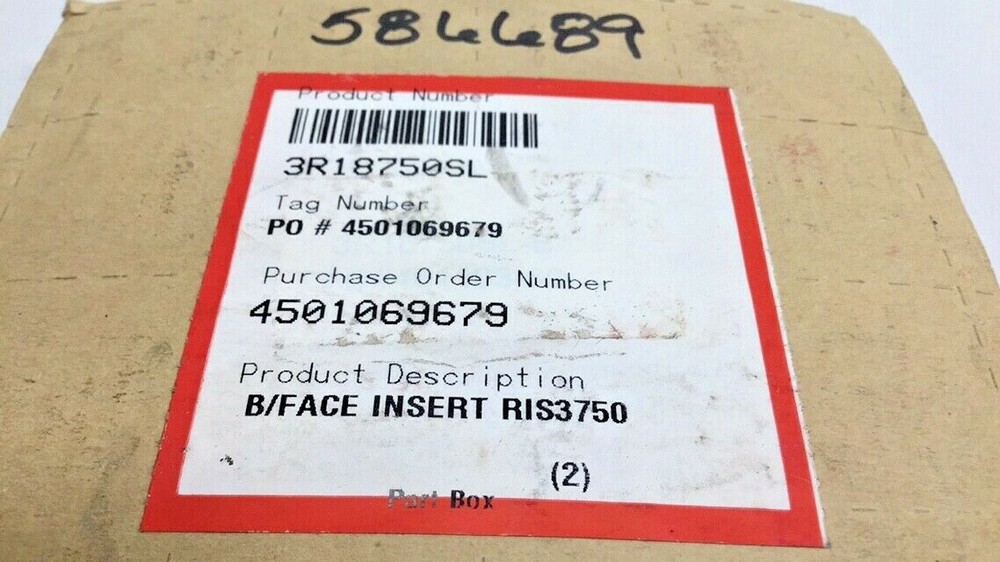 586689
Product Number
3R18750SL
Tag Number
PO # 4501069679
Purchase Order Number
4501069679
Product Description
B/FACE INSERT RIS3750
(2)
Part Box